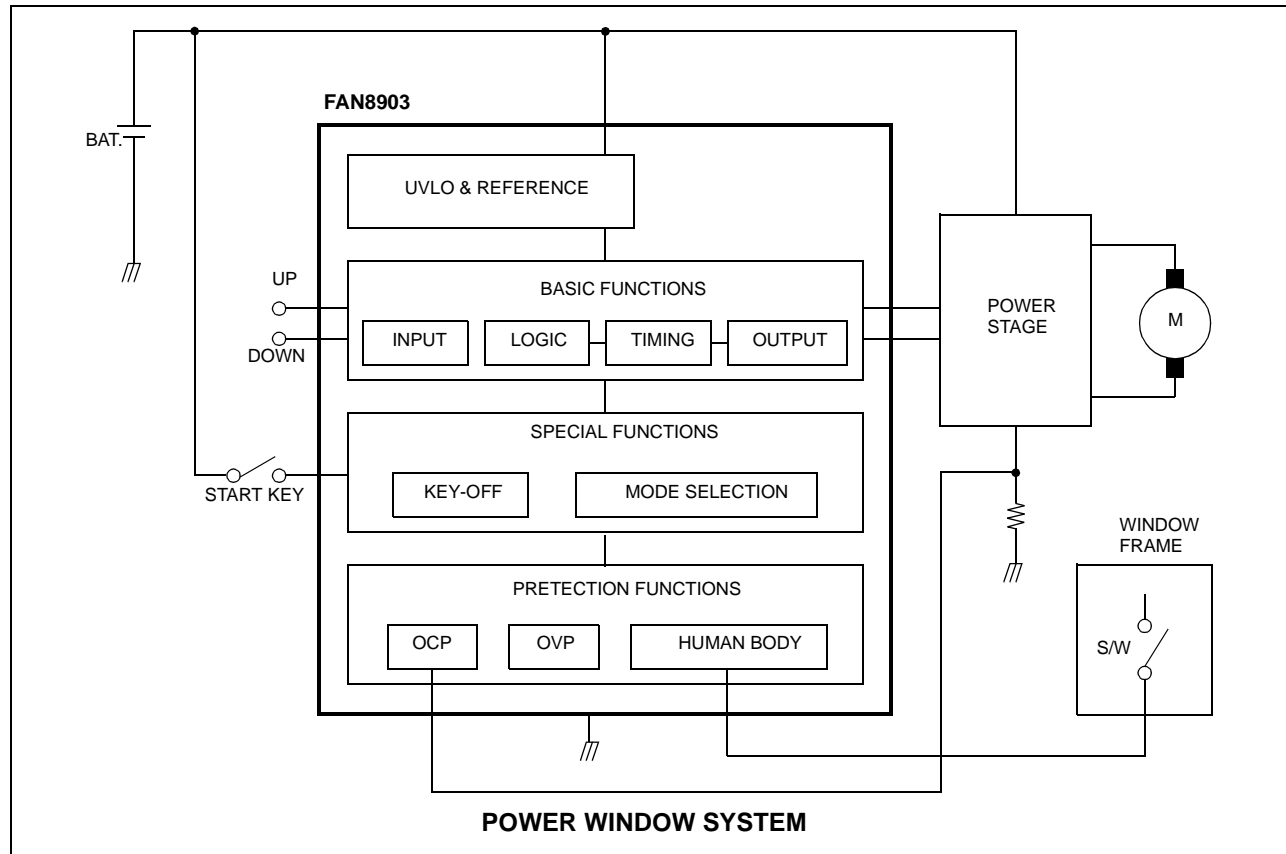 FAN8903
BAT.
UVLO & REFERENCE
UP
DOWN
BASIC FUNCTIONS
INPUT
LOGIC
TIMING
OUTPUT
POWER
STAGE
M
SPECIAL FUNCTIONS
KEY-OFF
MODE SELECTION
START KEY
WINDOW
FRAME
S/W
PRETECTION FUNCTIONS
OCP
OVP
HUMAN BODY
POWER WINDOW SYSTEM